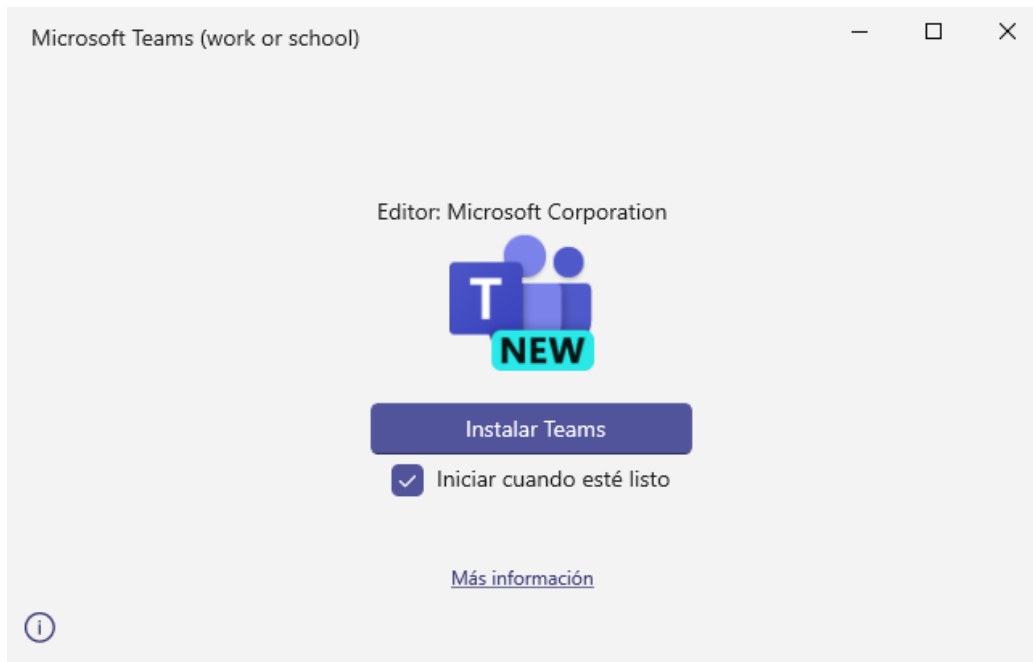 Microsoft Teams (work or school)
Editor: Microsoft Corporation
T
NEW
Instalar Teams
Iniciar cuando esté listo
Más información